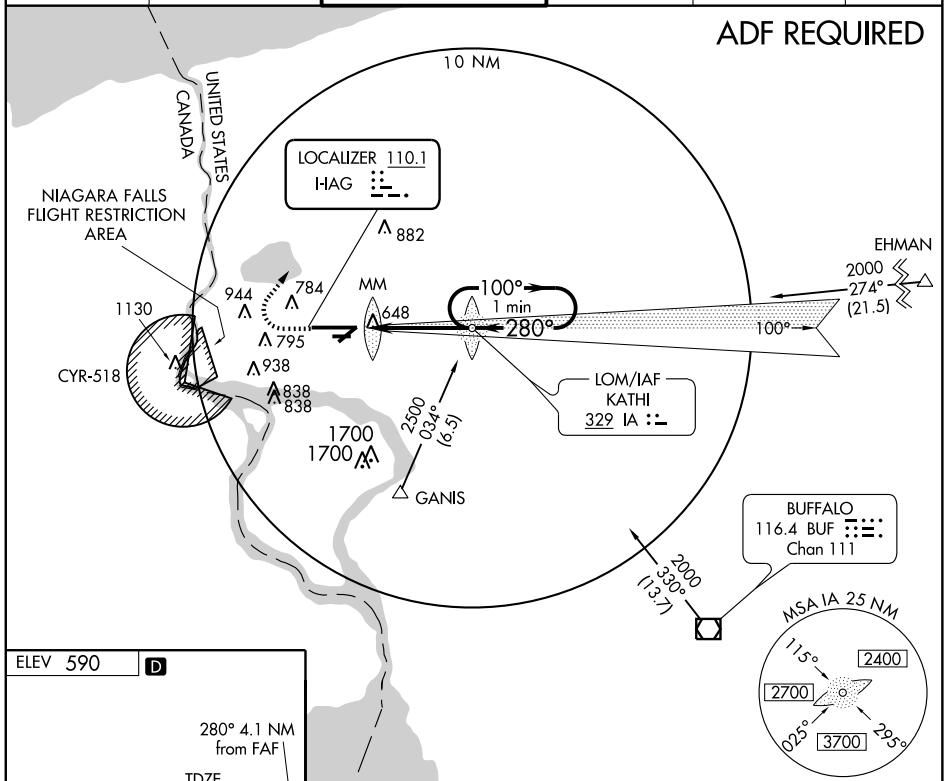 ADF REQUIRED
10 NM
UNITED STATES
CANADA
LOCALIZER 110.1
I-HAG
NIAGARA FALLS
FLIGHT RESTRICTION
AREA
882
EHMAN
2000
274°
(21.5)
MM
944
784
100°
1 min
280°
648
1130
100°
795
CYR-518
938
838
838
LOM/IAF
KATHI
329 IA
2500
034°
(6.5)
1700
1700
GANIS
BUFFALO
116.4 BUF
Chan 111
2000
330°
(13.7)
MSA IA 25 NM
115°
2400
2700
025°
3700
295°
ELEV 590
D
280° 4.1 NM
from FAF
TDZE